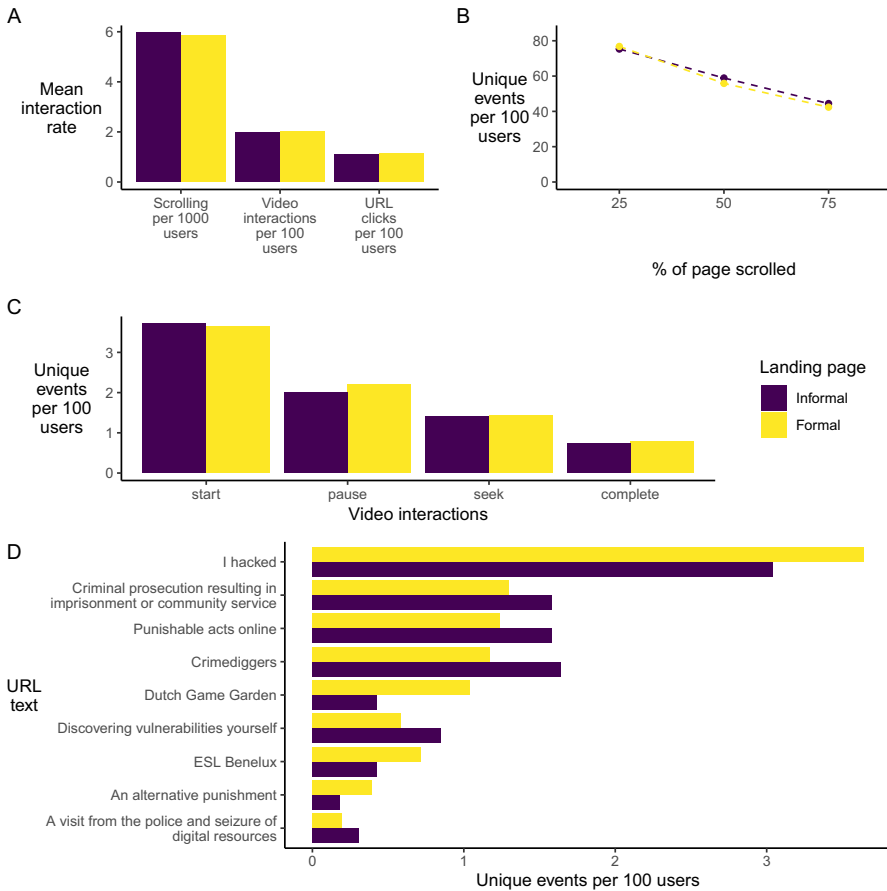 A
Mean
interaction
rate
6
4
2
0
Scrolling
per 1000
users
Video
interactions
per 100
users
URL
clicks
per 100
users
B
Unique
events
per 100
users
80
60
40
20
0
25
50
75
% of page scrolled
C
Unique
events
per 100
users
3
2
1
0
start
pause
seek
complete
Video interactions
Landing page
Informal
Formal
D
URL
text
I hacked
Criminal prosecution resulting in
imprisonment or community service
Punishable acts online
Crimediggers
Dutch Game Garden
Discovering vulnerabilities yourself
ESL Benelux
An alternative punishment
A visit from the police and seizure of
digital resources
0
1
2
3
Unique events per 100 users